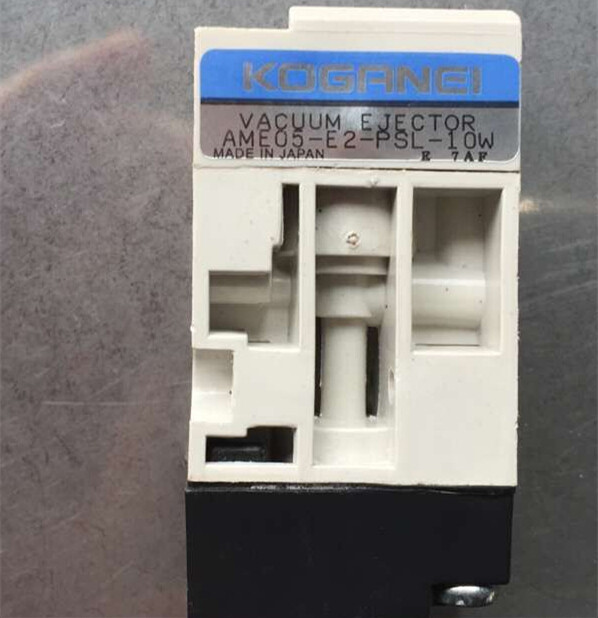 KOGANEI
VACUUM EJECTOR
AME05-E2-PSL-10W
MADE IN JAPAN E 7AF